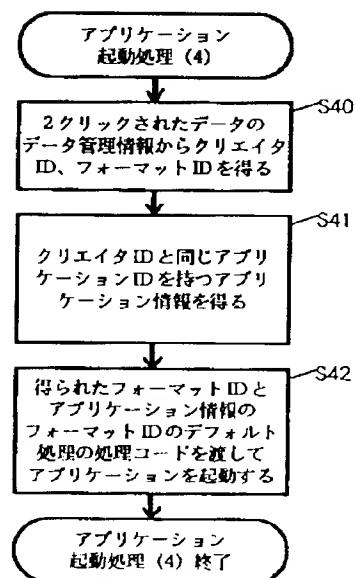 アプリケーション
起動処理（4）
S40
2クリックされたデータの
データ管理情報からクリエイタ
ID、フォーマットIDを得る
S41
クリエイタIDと同じアプリ
ケーションIDを持つアプリ
ケーション情報を得る
S42
得られたフォーマットIDと
アプリケーション情報の
フォーマットIDのデフォルト
処理の処理コードを渡して
アプリケーションを起動する
アプリケーション
起動処理（4）終了